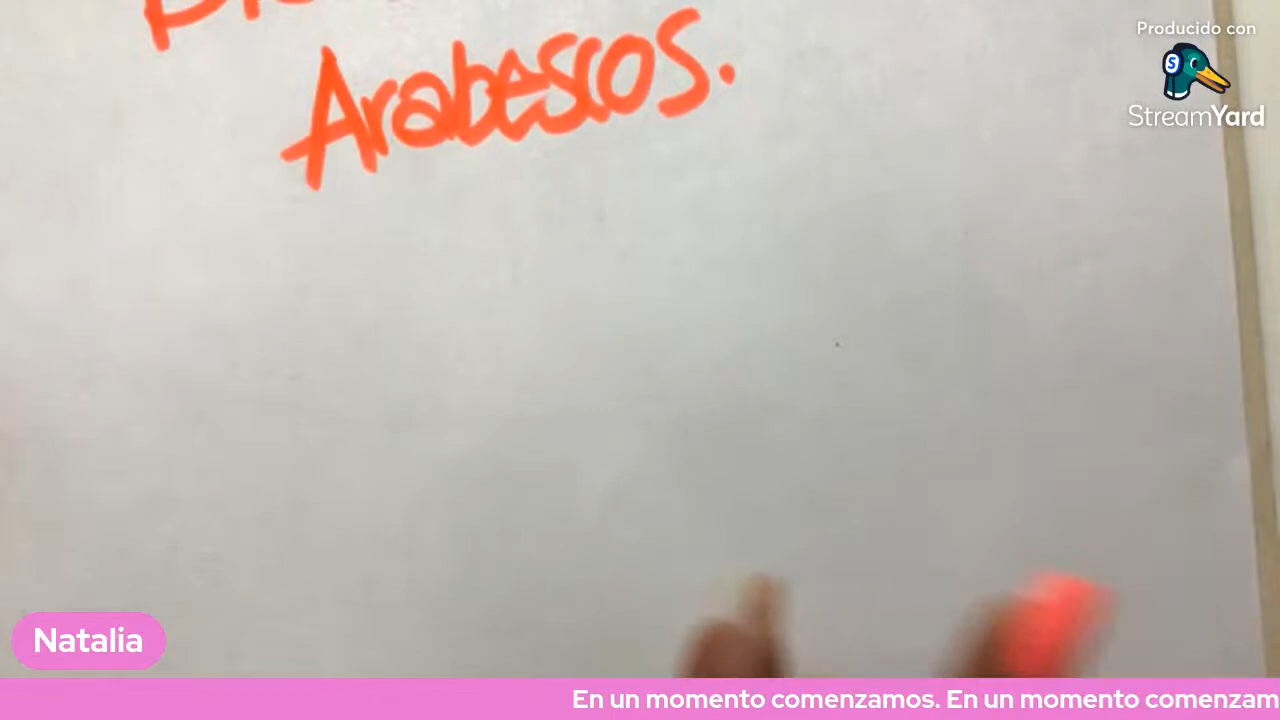 Arabescos.
Producido con
S
StreamYard
Natalia
En un momento comenzamos. En un momento comenzam